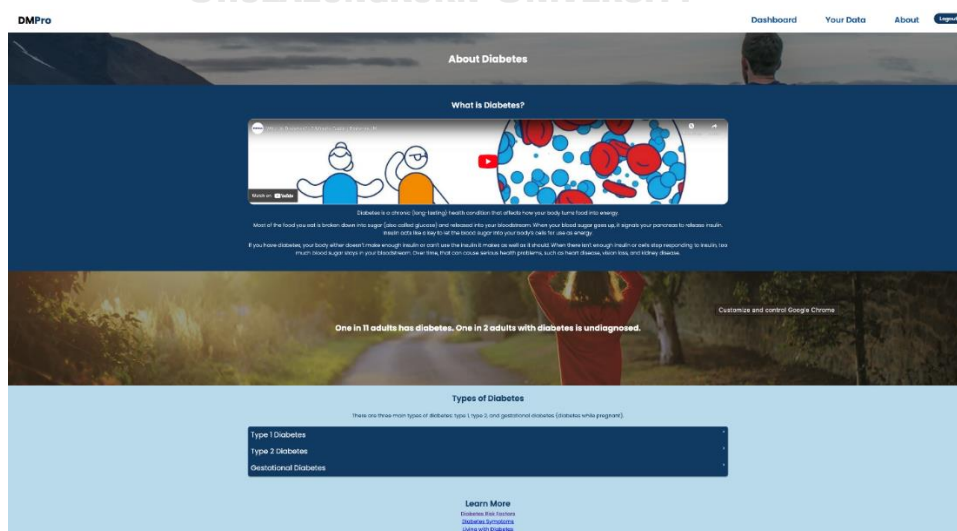 CHULALONGKORN UNIVERSITY
DMPro
Dashboard
Your Data
About
Logout
About Diabetes
What is Diabetes?
Watch on YouTube
Diabetes is a chronic (long-lasting) health condition that affects how your body turns food into energy.
Most of the food you eat is broken down into sugar (also called glucose) and released into your bloodstream. When your blood sugar goes up, it signals your pancreas to release insulin.
Insulin acts like a key to let the blood sugar into your body's cells for use as energy.
If you have diabetes, your body either doesn't make enough insulin or can't use the insulin it makes as well as it should. When there isn't enough insulin or cells stop responding to insulin, too
much blood sugar stays in your bloodstream. Over time, that can cause serious health problems, such as heart disease, vision loss, and kidney disease.
Customize and control Google Chrome
One in 11 adults has diabetes. One in 2 adults with diabetes is undiagnosed.
Types of Diabetes
There are three main types of diabetes: type 1, type 2, and gestational diabetes (diabetes while pregnant).
Type 1 Diabetes
Type 2 Diabetes
Gestational Diabetes
Learn More
Diabetes Risk Factors
Diabetes Symptoms
Living with Diabetes